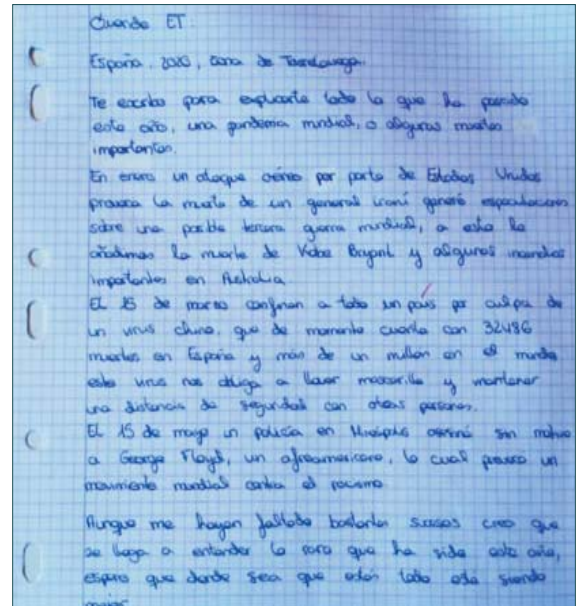 Querido ET:
España, 2020, zona de Torrelavega.
Te escribo para explicarte todo lo que ha pasado
este año, una pandemia mundial, o algunas muertes
importantes.
En enero un ataque aéreo por parte de Estados Unidos
provoca la muerte de un general iraní generó especulaciones
sobre una posible tercera guerra mundial, a esto le
añadimos la muerte de Kobe Bryant y algunos incendios
importantes en Australia.
El 15 de marzo confinan a todo un país por culpa de
un virus chino, que de momento cuenta con 32486
muertes en España y más de un millon en el mundo
este virus nos obliga a llevar mascarilla y mantener
una distancia de seguridad con otras personas.
El 15 de mayo un policía en asesinó sin motivo
a George Floyd, un afroamericano, lo cual provocó un
movimiento mundial contra el racismo.
Aunque me hayan faltado bastantes sucesos creo que
se llega a entender lo raro que ha sido este año,
espero que donde sea que estés todo esté siendo
mejor